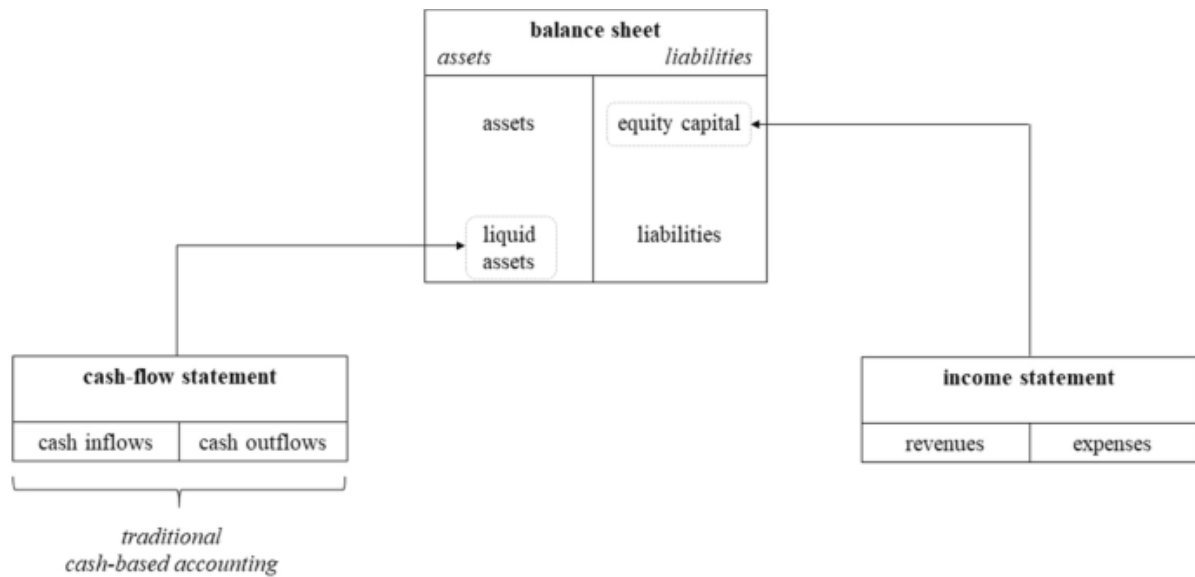 balance sheet
assets liabilities
assets equity capital
liquid
assets
liabilities
cash-flow statement
cash inflows cash outflows
traditional
cash-based accounting
income statement
revenues expenses